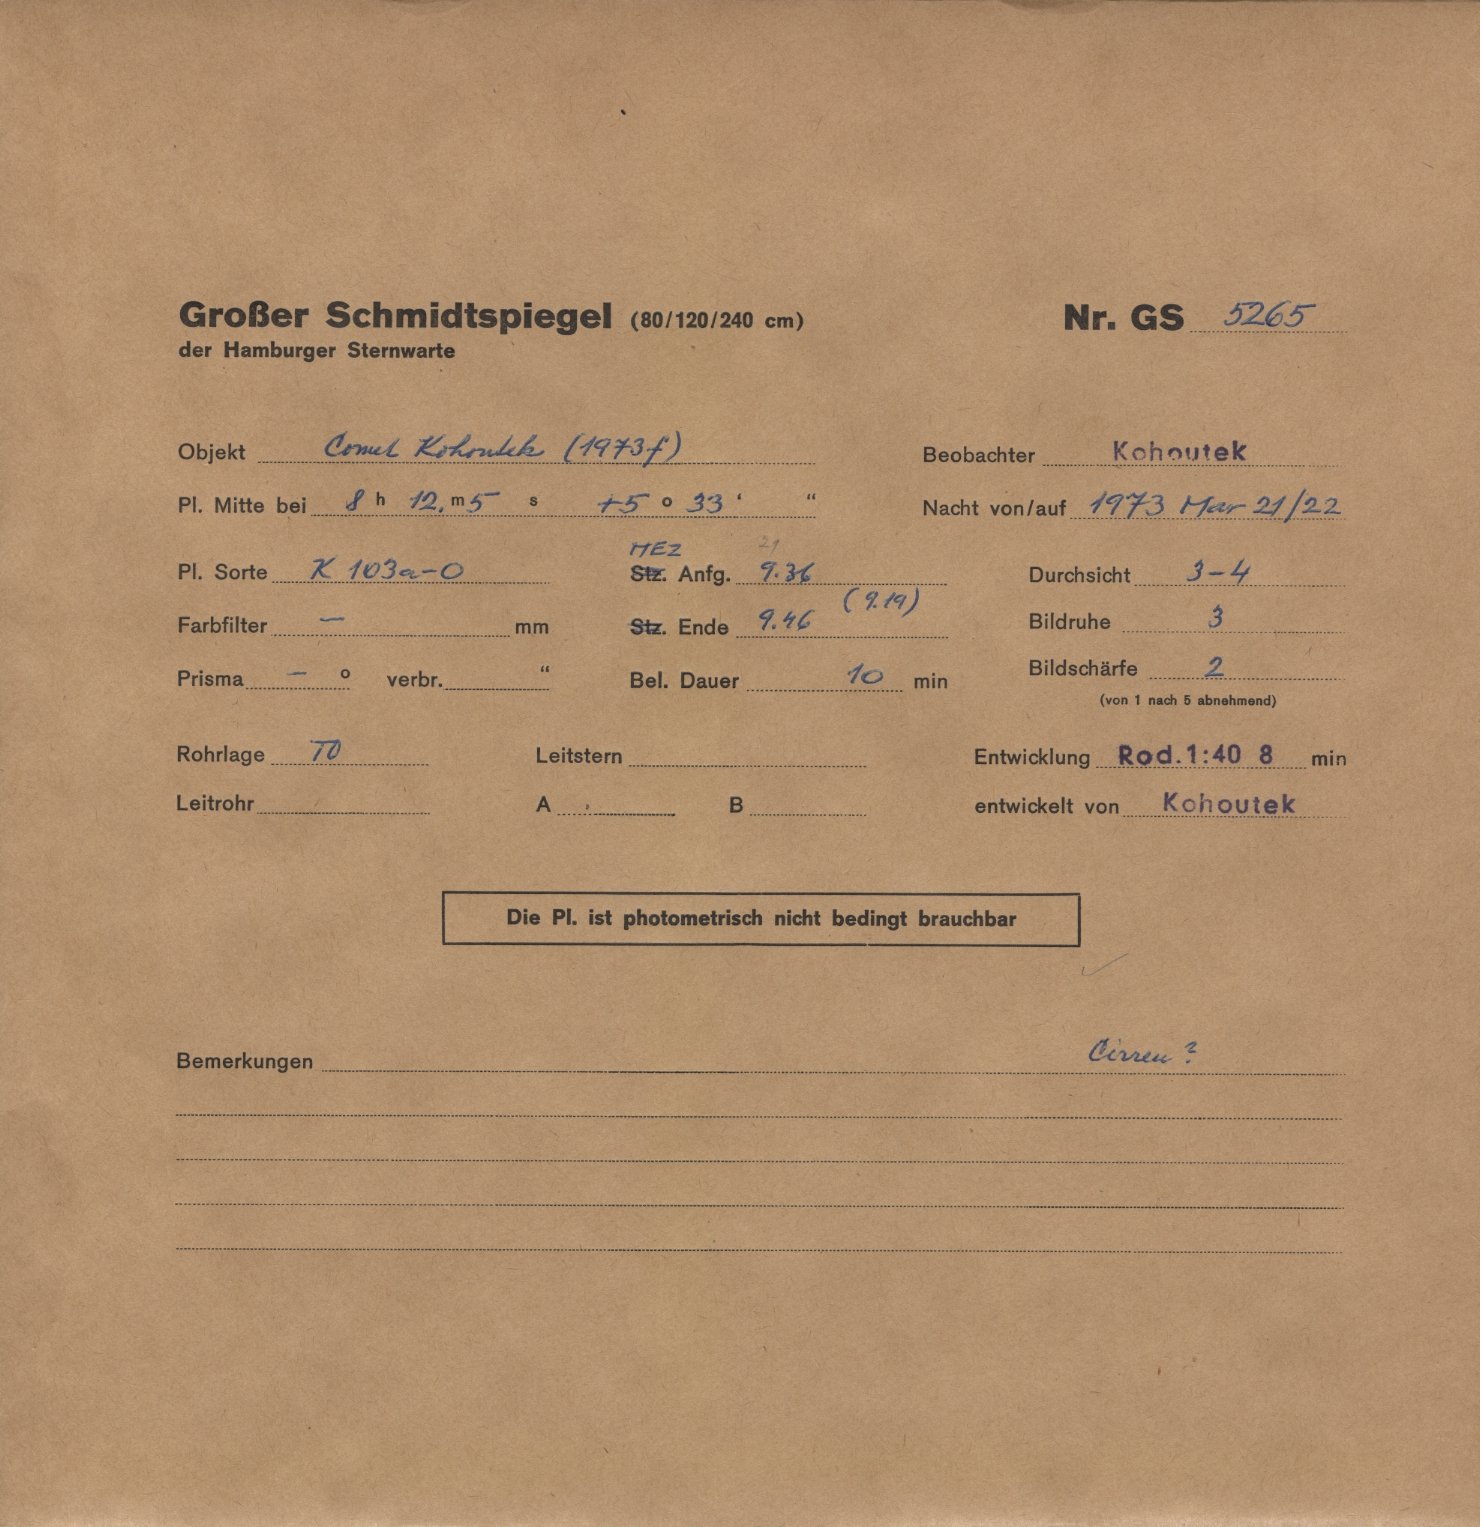 Großer Schmidtspiegel (80/120/240 cm) Nr. GS 5265
der Hamburger Sternwarte
Objekt Comet Kohoutek (1973f) Beobachter Kohoutek
Pl. Mitte bei 8 h 12. m 5 s +5 o 33 ‘ “ Nacht von/auf 1973 Mar 21/22
MEZ 21
Pl. Sorte K 103a-O Stz. Anfg. 9.36 Durchsicht 3-4
(9.19)
Farbfilter — mm Stz. Ende 9.46 Bildruhe 3
Prisma — o verbr. “ Bel. Dauer 10 min Bildschärfe 2
(von 1 nach 5 abnehmend)
Rohrlage TO Leitstern Entwicklung Rod.1:40 8 min
Leitrohr A B entwickelt von Kohoutek
Die Pl. ist photometrisch nicht bedingt brauchbar
Bemerkungen Cirren?